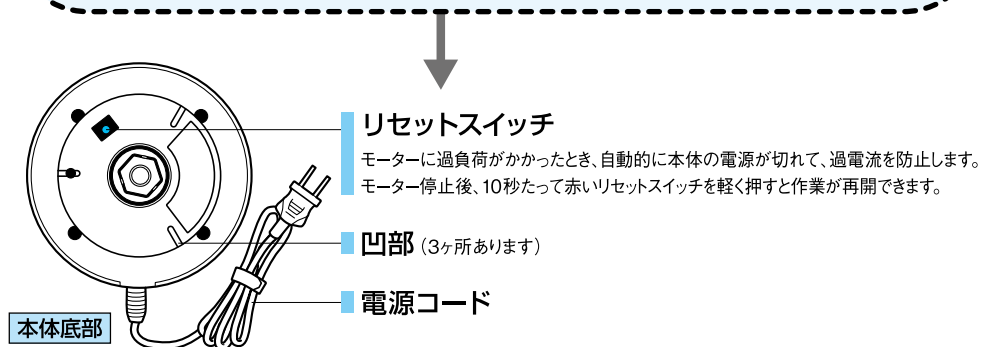 リセットスイッチ
モーターに過負荷がかかったとき、自動的に本体の電源が切れて、過電流を防止します。
モーター停止後、10秒たって赤いリセットスイッチを軽く押すと作業が再開できます。
凹部（3ヶ所あります）
電源コード
本体底部